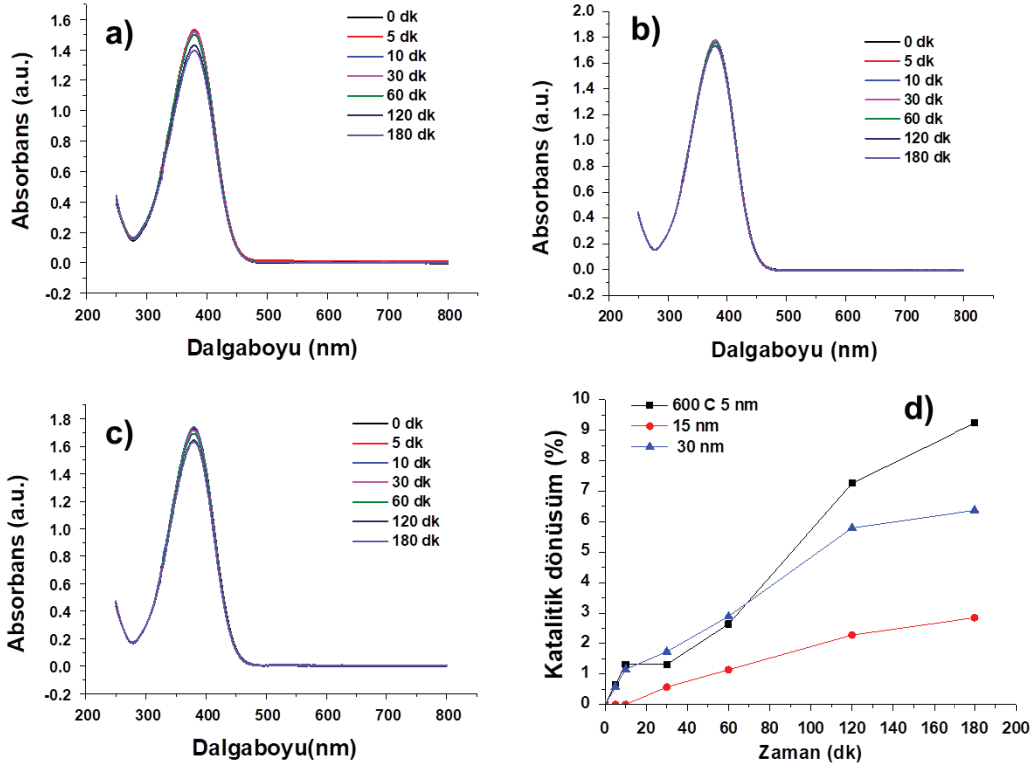 a)
Absorbans (a.u.)
1.6
1.4
1.2
1.0
0.8
0.6
0.4
0.2
0.0
-0.2
0 dk
5 dk
10 dk
30 dk
60 dk
120 dk
180 dk
200 300 400 500 600 700 800
Dalgaboyu (nm)
b)
Absorbans (a.u.)
2.0
1.8
1.6
1.4
1.2
1.0
0.8
0.6
0.4
0.2
0.0
-0.2
0 dk
5 dk
10 dk
30 dk
60 dk
120 dk
180 dk
200 300 400 500 600 700 800
Dalgaboyu (nm)
c)
Absorbans (a.u.)
1.8
1.6
1.4
1.2
1.0
0.8
0.6
0.4
0.2
0.0
-0.2
0 dk
5 dk
10 dk
30 dk
60 dk
120 dk
180 dk
200 300 400 500 600 700 800
Dalgaboyu(nm)
d)
Katalitik dönüsüm (%)
10
9
8
7
6
5
4
3
2
1
0
600 C 5 nm
15 nm
30 nm
0 20 40 60 80 100 120 140 160 180 200
Zaman (dk)